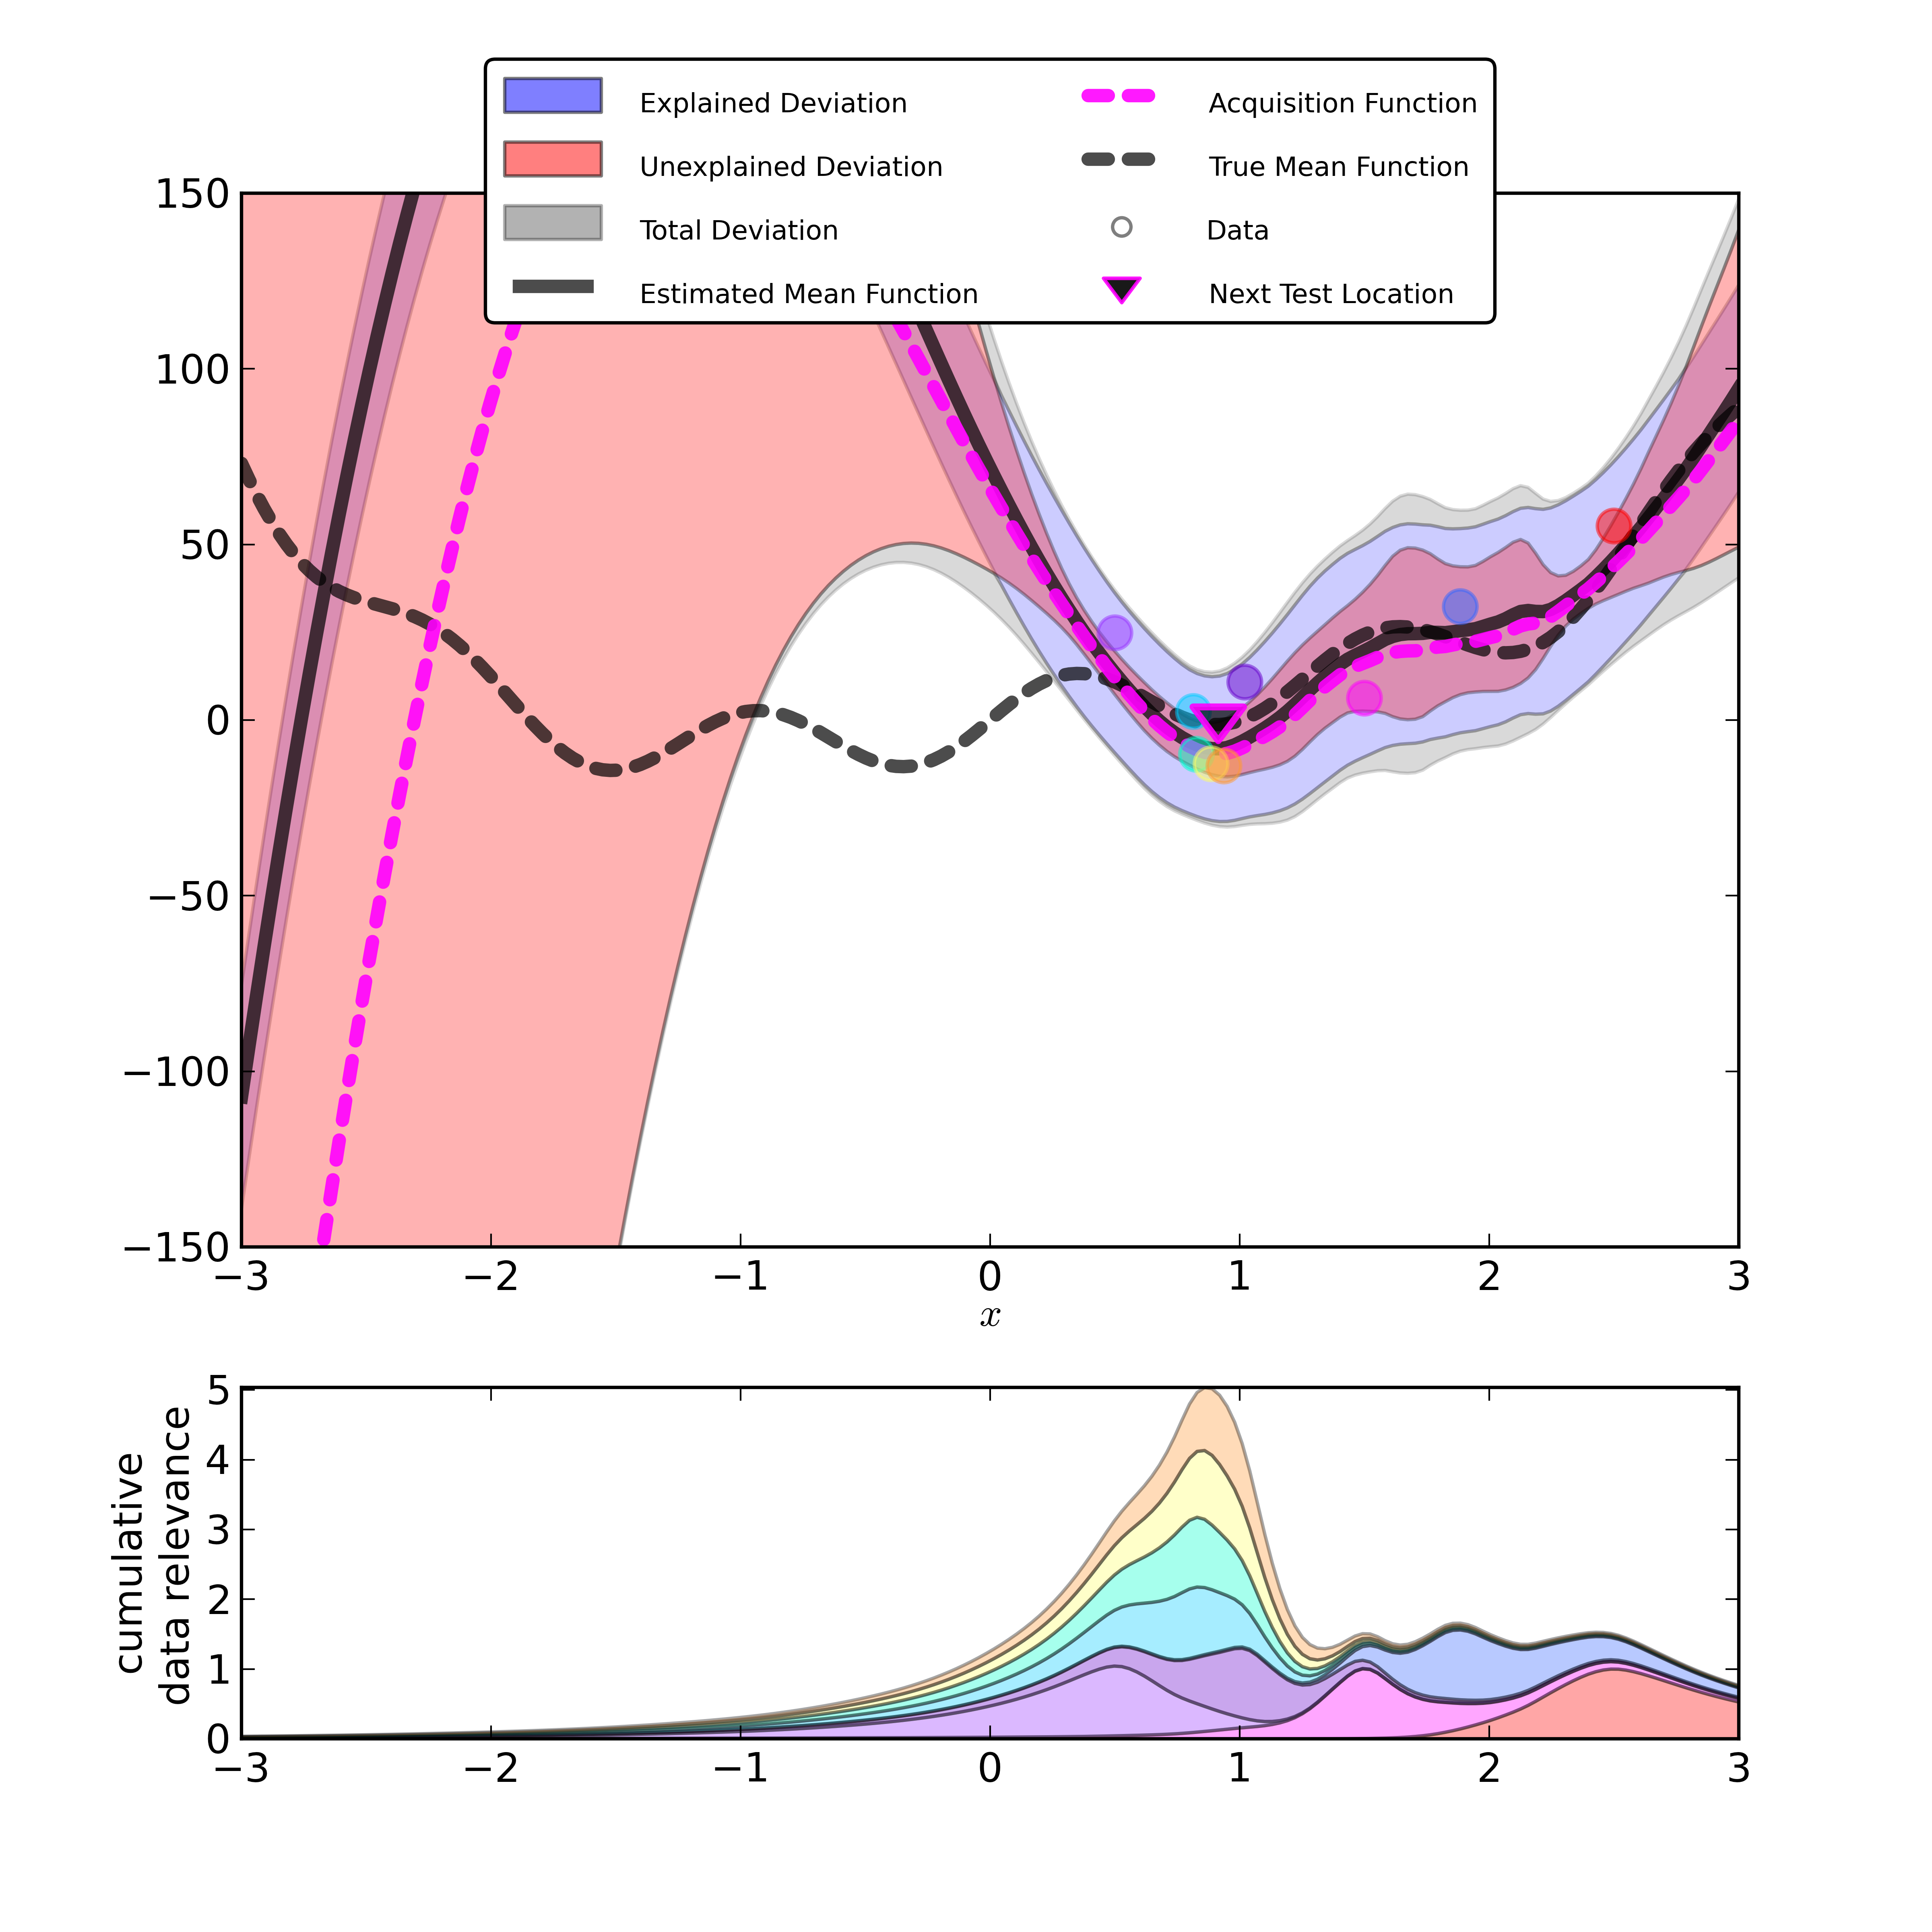 Explained Deviation
Unexplained Deviation
Total Deviation
Estimated Mean Function
Acquisition Function
True Mean Function
Data
Next Test Location
150
100
50
0
−50
−100
−150
−3 −2 −1 0 1 2 3
x
cumulative
data relevance
5
4
3
2
1
0
−3 −2 −1 0 1 2 3